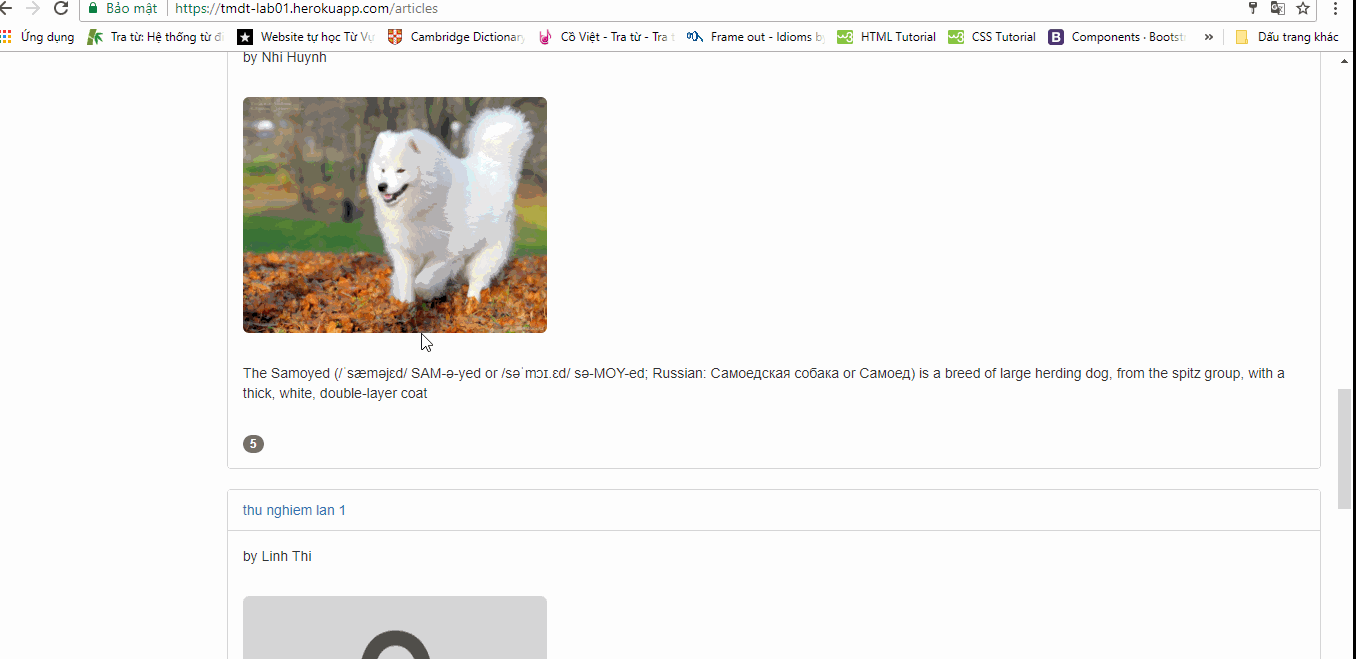 Bảo mật https://tmdt-lab01.herokuapp.com/articles
Ứng dụng Tra từ: Hệ thống từ đi Website tự học Từ Vự Cambridge Dictionary Cồ Việt - Tra từ - Tra t Frame out - Idioms by HTML Tutorial CSS Tutorial B Components · Bootst » Dấu trang khác
by Nhi Huynh
The Samoyed (/ˈsæməjɛd/ SAM-ə-yed or /səˈmɔɪ.ɛd/ sə-MOY-ed; Russian: Самоедская собака or Самоед) is a breed of large herding dog, from the spitz group, with a
thick, white, double-layer coat
5
thu nghiem lan 1
by Linh Thi